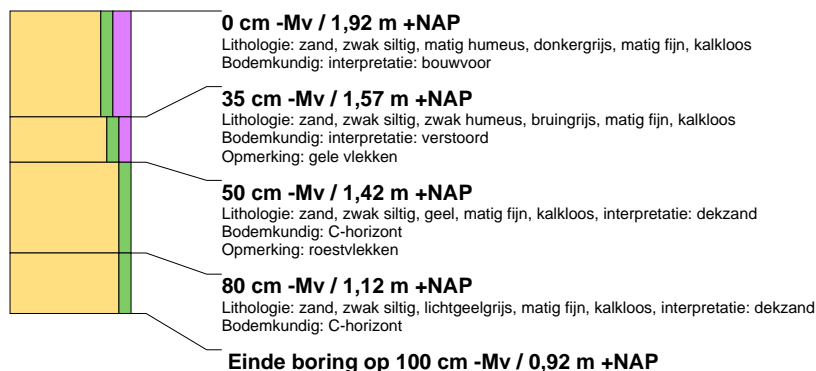 0 cm -Mv / 1,92 m +NAP
Lithologie: zand, zwak siltig, matig humeus, donkergrijs, matig fijn, kalkloos
Bodemkundig: interpretatie: bouwvoor
35 cm -Mv / 1,57 m +NAP
Lithologie: zand, zwak siltig, zwak humeus, bruingrijs, matig fijn, kalkloos
Bodemkundig: interpretatie: verstoord
Opmerking: gele vlekken
50 cm -Mv / 1,42 m +NAP
Lithologie: zand, zwak siltig, geel, matig fijn, kalkloos, interpretatie: dekzand
Bodemkundig: C-horizont
Opmerking: roestvlekken
80 cm -Mv / 1,12 m +NAP
Lithologie: zand, zwak siltig, lichtgeelgrijs, matig fijn, kalkloos, interpretatie: dekzand
Bodemkundig: C-horizont
Einde boring op 100 cm -Mv / 0,92 m +NAP